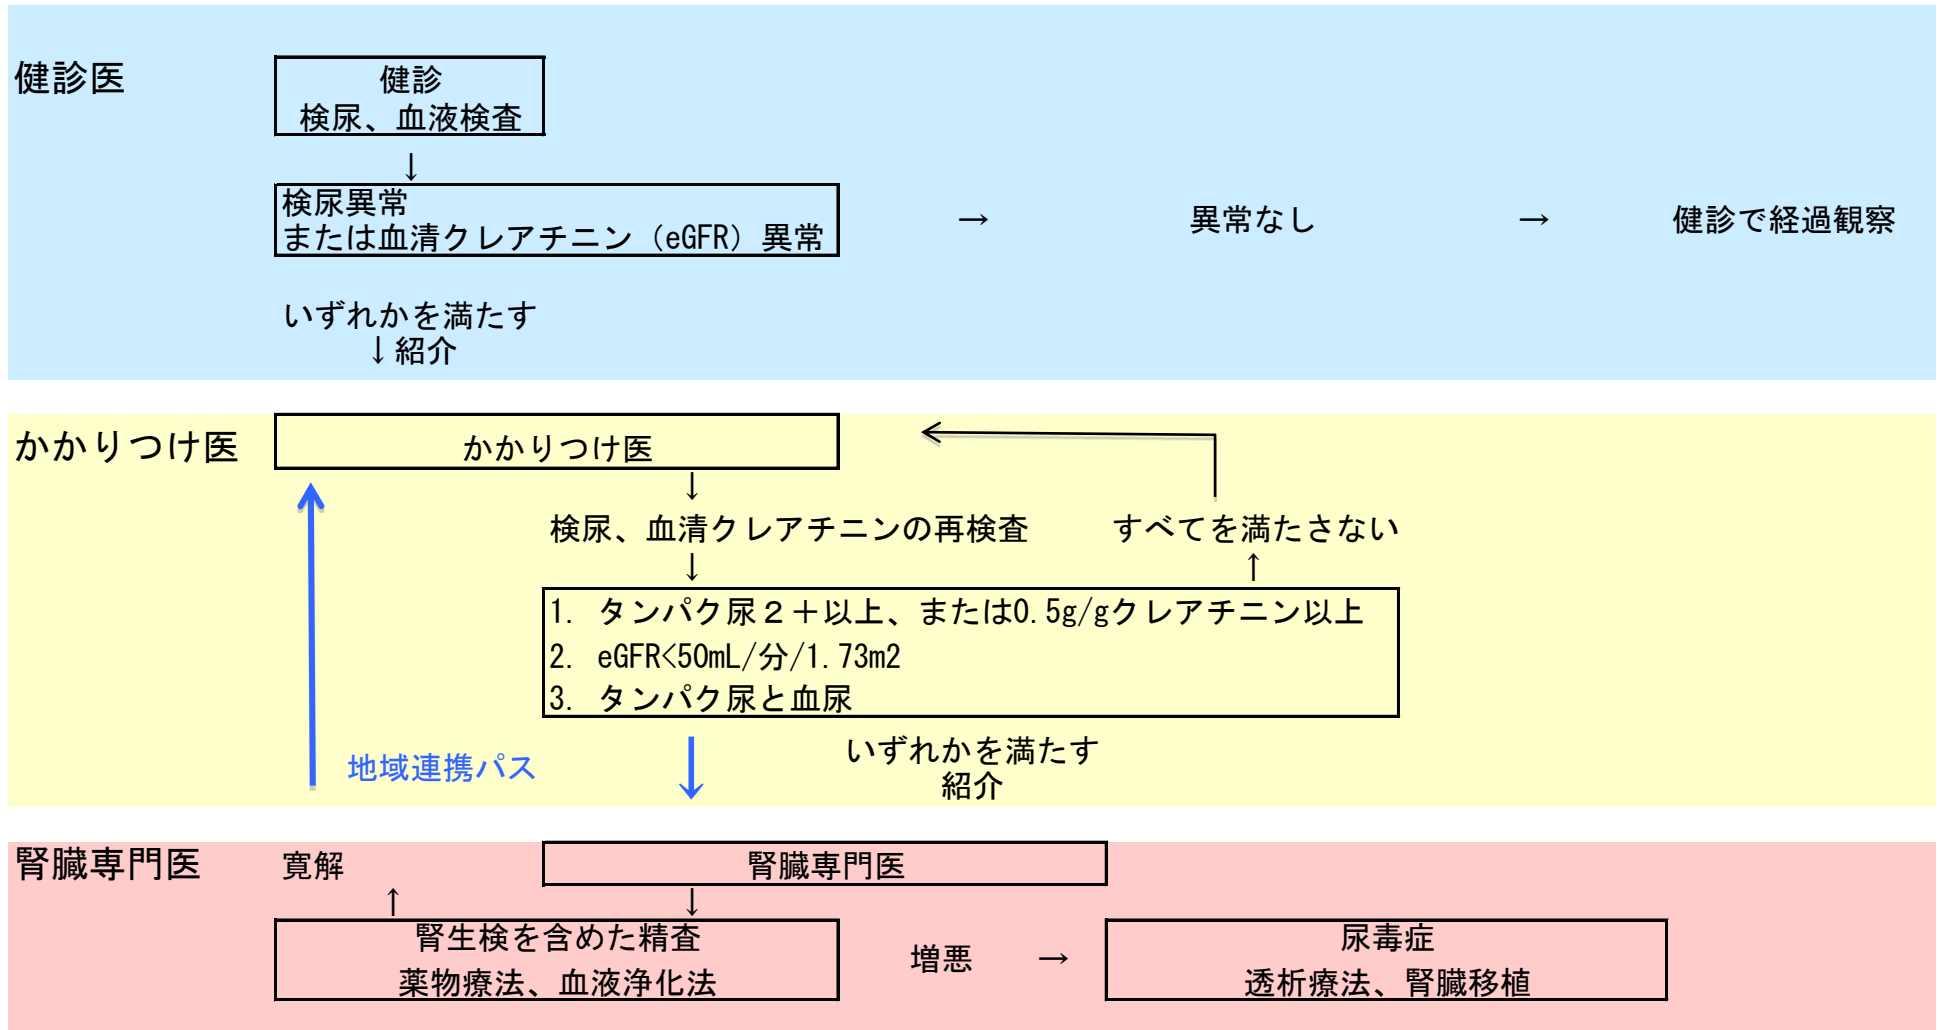 健診医
健診
検尿、血液検査
↓
検尿異常
または血清クレアチニン（eGFR）異常
→
異常なし
→
健診で経過観察
いずれかを満たす
↓紹介
かかりつけ医
かかりつけ医
↓
検尿、血清クレアチニンの再検査
すべてを満たさない
↓
↑
1. タンパク尿２＋以上、または0.5g/gクレアチニン以上
2. eGFR<50mL/分/1.73m2
3. タンパク尿と血尿
地域連携パス
いずれかを満たす
紹介
腎臓専門医
寛解
腎臓専門医
↑
↓
腎生検を含めた精査
薬物療法、血液浄化法
増悪
→
尿毒症
透析療法、腎臓移植